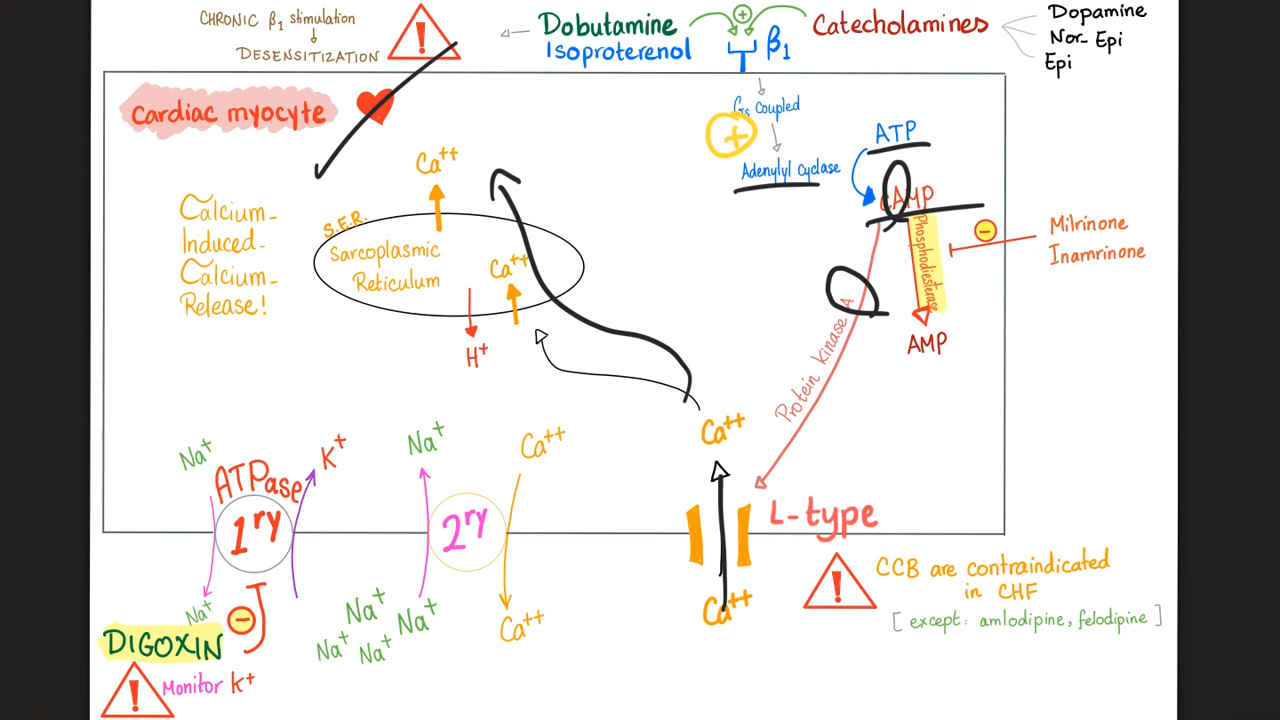 CHRONIC β₁ stimulation
DESENSITIZATION
!
Dobutamine
Isoproterenol
+
β₁
Catecholamines
Dopamine
Nor-Epi
Epi
Cardiac myocyte
Gs Coupled
+
Adenylyl cyclase
ATP
cAMP
Phosphodiesterase
AMP
−
Milrinone
Inamrinone
Protein Kinase A
Calcium-
Induced-
Calcium-
Release!
Ca⁺⁺
S.E.R.
Sarcoplasmic
Reticulum
Ca⁺⁺
H⁺
Ca⁺⁺
Na⁺
ATPase
K⁺
1ʳʸ
Na⁺
Na⁺
2ʳʸ
Ca⁺⁺
Na⁺
Na⁺
Na⁺
Na⁺
Ca⁺⁺
L-type
Ca⁺⁺
!
CCB are contraindicated
in CHF
[except: amlodipine, felodipine]
DIGOXIN
−
!
Monitor K⁺